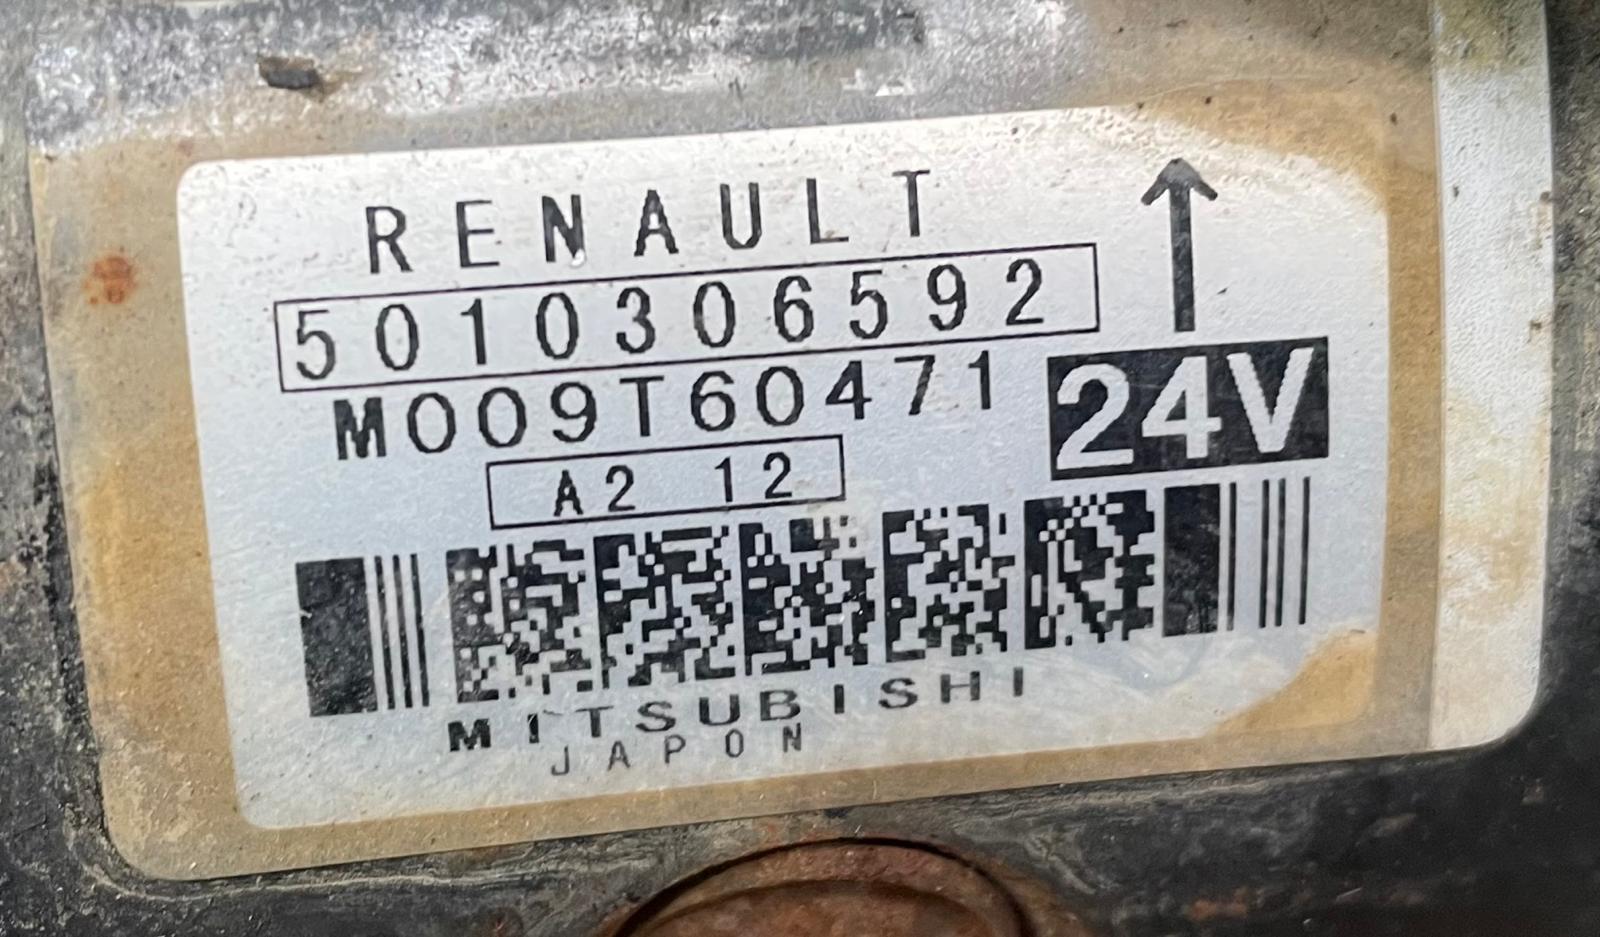 RENAULT
5010306592
M009T60471
24V
A2 12
MITSUBISHI
JAPON